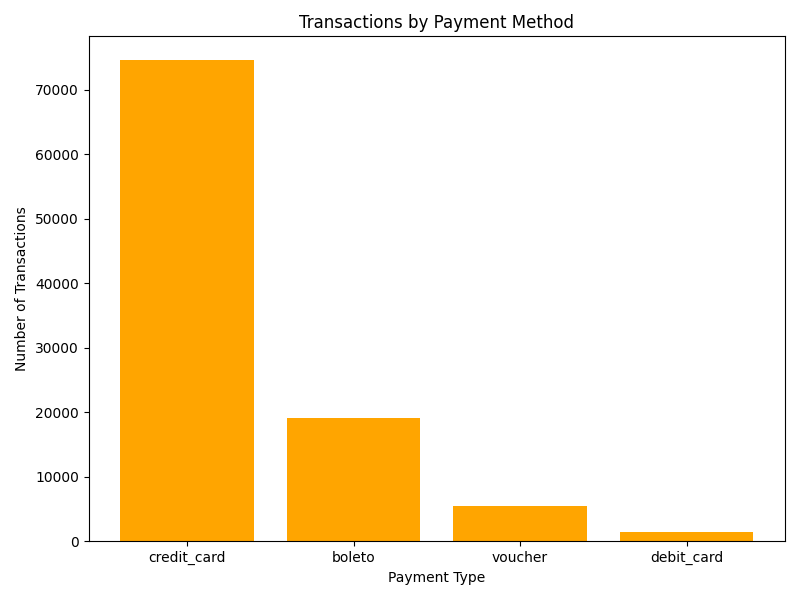 Transactions by Payment Method
Number of Transactions
70000
60000
50000
40000
30000
20000
10000
0
credit_card
boleto
voucher
debit_card
Payment Type